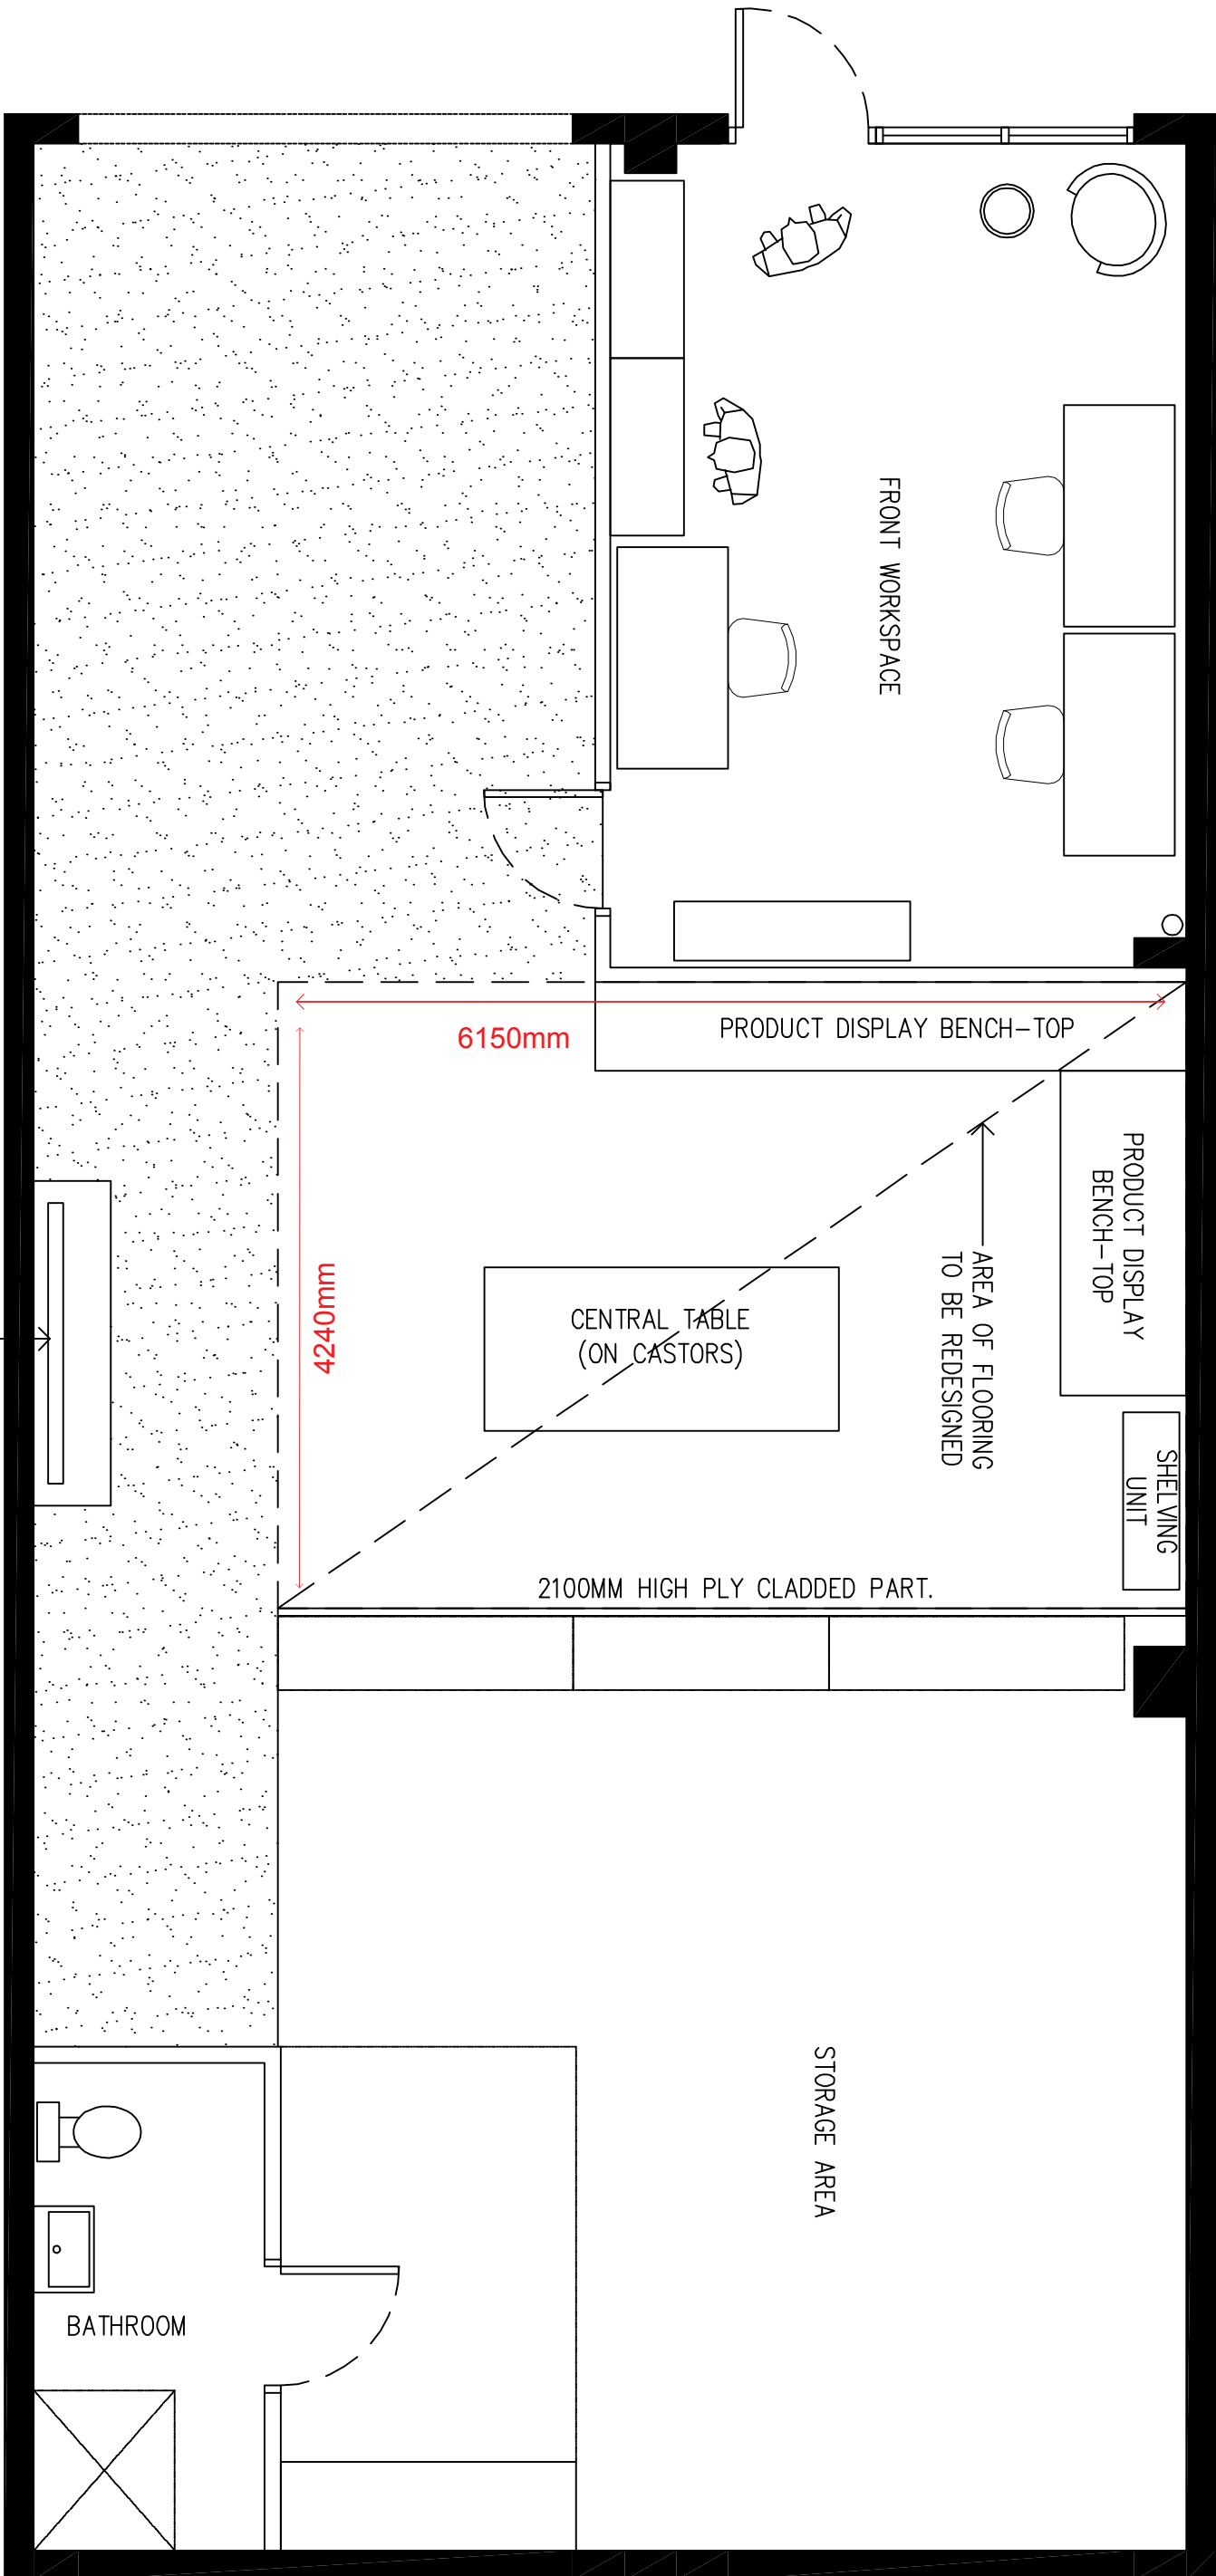 FRONT WORKSPACE
6150mm
PRODUCT DISPLAY BENCH-TOP
PRODUCT DISPLAY
BENCH-TOP
4240mm
AREA OF FLOORING
TO BE REDESIGNED
CENTRAL TABLE
(ON CASTORS)
SHELVING
UNIT
2100MM HIGH PLY CLADDED PART.
STORAGE AREA
BATHROOM